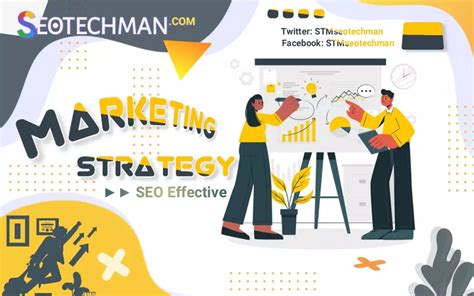 SEOTECHMAN.COM
Twitter: STMseotechman
Facebook: STMseotechman
MARKETING
STRATEGY
►► SEO Effective